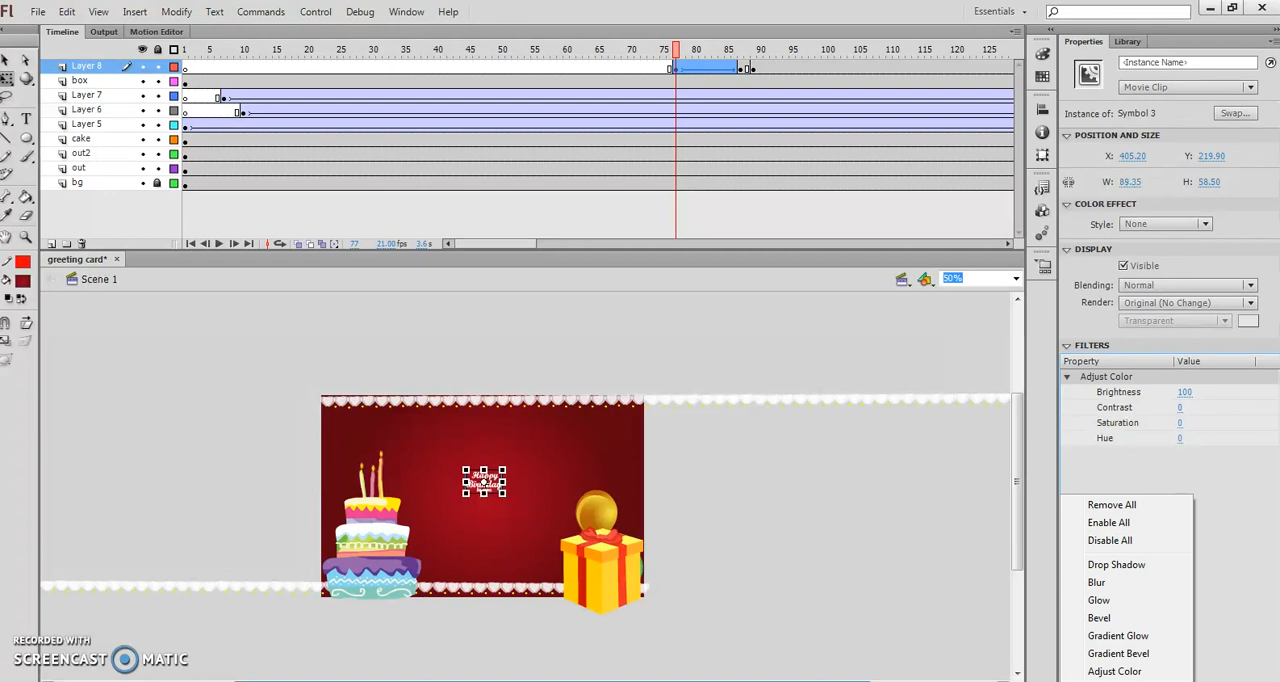 Fl File Edit View Insert Modify Text Commands Control Debug Window Help Essentials
Timeline Output Motion Editor
1 5 10 15 20 25 30 35 40 45 50 55 60 65 70 75 80 85 90 95 100 105 110 115 120 125
Layer 8
box
Layer 7
Layer 6
Layer 5
cake
out2
out
bg
77 21.00 fps 3.6 s
greeting card*
Scene 1
50%
Happy
Birthday
Properties Library
<Instance Name>
Movie Clip
Instance of: Symbol 3 Swap...
POSITION AND SIZE
X: 405.20 Y: 219.90
W: 89.35 H: 58.50
COLOR EFFECT
Style: None
DISPLAY
Visible
Blending: Normal
Render: Original (No Change)
Transparent
FILTERS
Property Value
Adjust Color
Brightness 100
Contrast 0
Saturation 0
Hue 0
Remove All
Enable All
Disable All
Drop Shadow
Blur
Glow
Bevel
Gradient Glow
Gradient Bevel
Adjust Color
RECORDED WITH
SCREENCAST MATIC